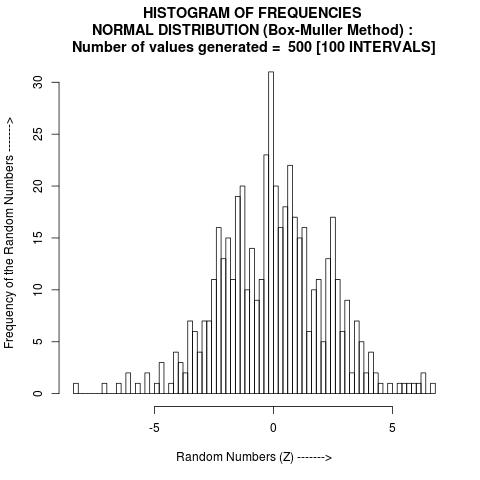 HISTOGRAM OF FREQUENCIES
NORMAL DISTRIBUTION (Box-Muller Method) :
Number of values generated =  500 [100 INTERVALS]
Frequency of the Random Numbers ------->
30
25
20
15
10
5
0
-5 0 5
Random Numbers (Z) ------->